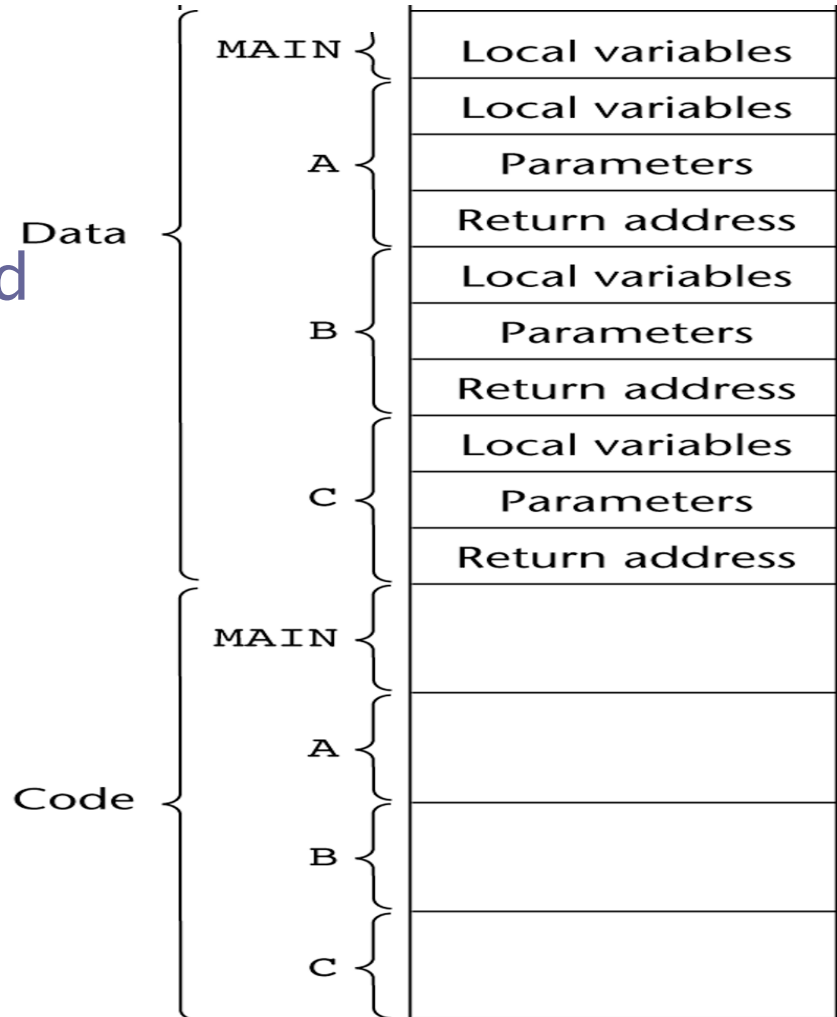 MAIN
Local variables
Local variables
A
Parameters
Data
Return address
d
Local variables
B
Parameters
Return address
Local variables
C
Parameters
Return address
MAIN
A
Code
B
C